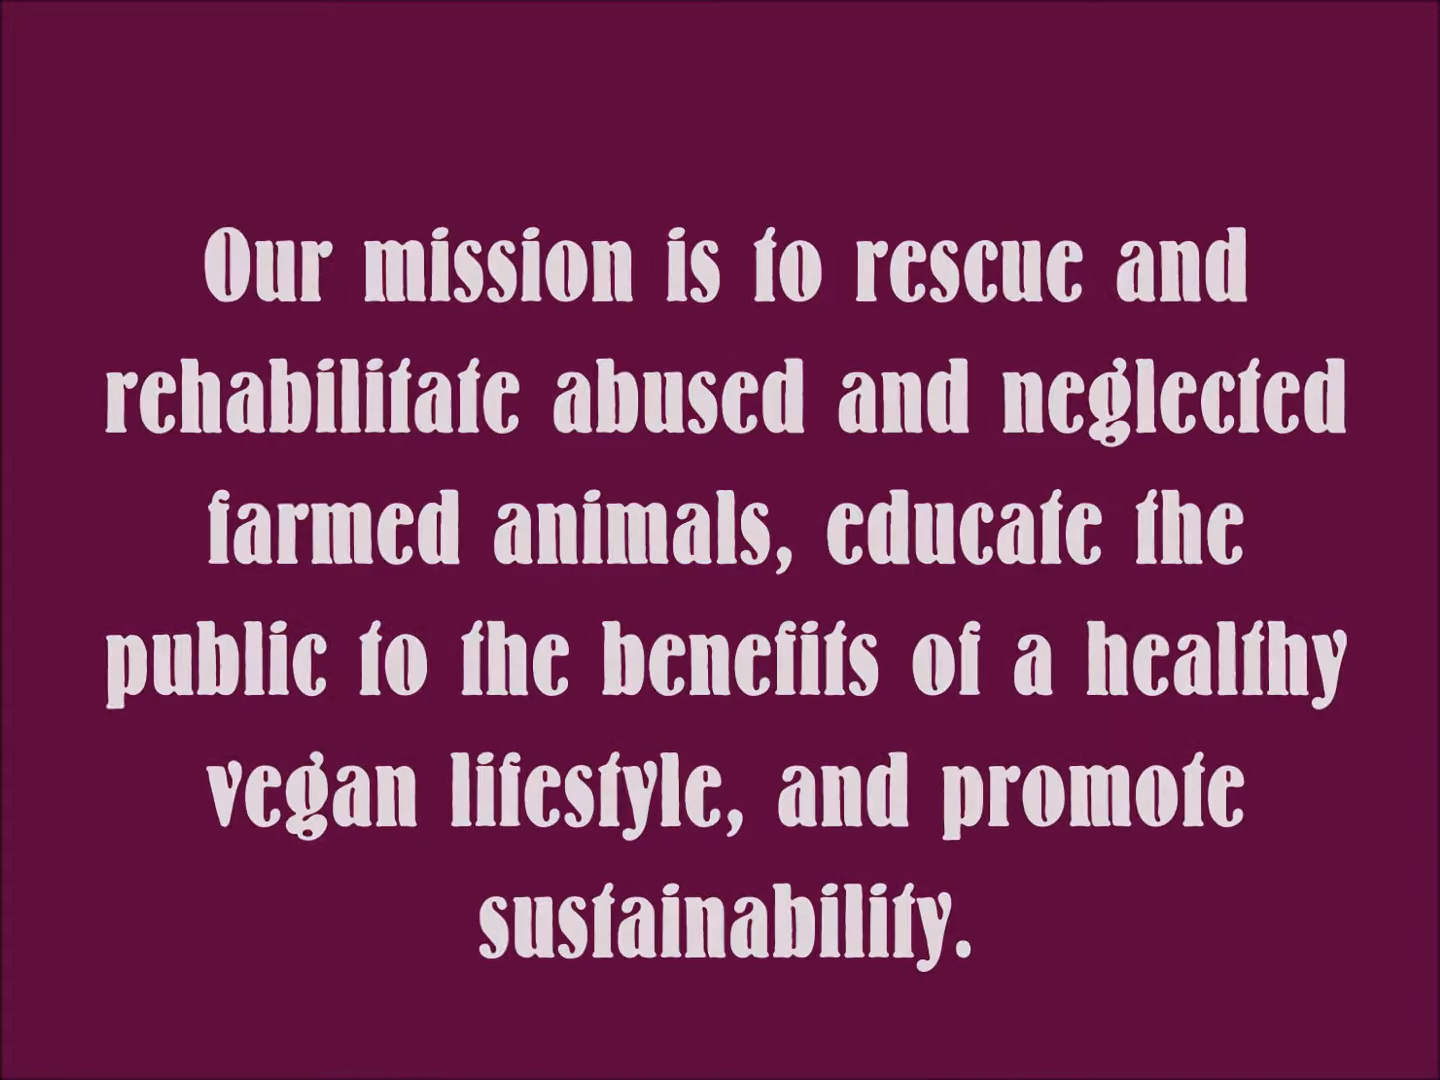 Our mission is to rescue and
rehabilitate abused and neglected
farmed animals, educate the
public to the benefits of a healthy
vegan lifestyle, and promote
sustainability.